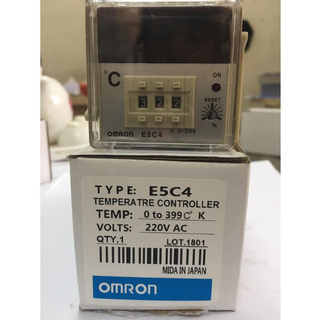 °C
ON
3 2 2
RESET
%
OMRON E5C4 K 0-399
TYPE: E5C4
TEMPERATRE CONTROLLER
TEMP: 0 to 399℃ K
VOLTS: 220V AC
QTY.1 LOT.1801
MIDA IN JAPAN
OMRON